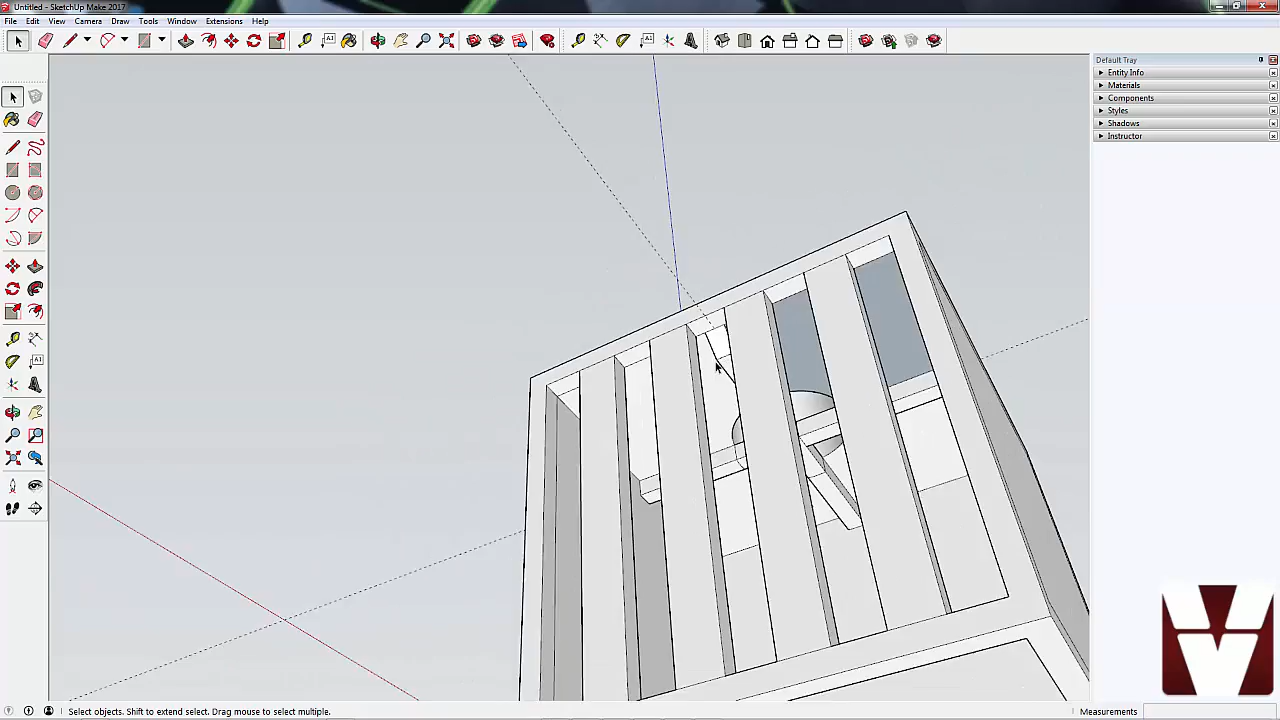 Untitled - SketchUp Make 2017
File Edit View Camera Draw Tools Window Extensions Help
Default Tray
Entity Info
Materials
Components
Styles
Shadows
Instructor
Select objects. Shift to extend select. Drag mouse to select multiple.
Measurements